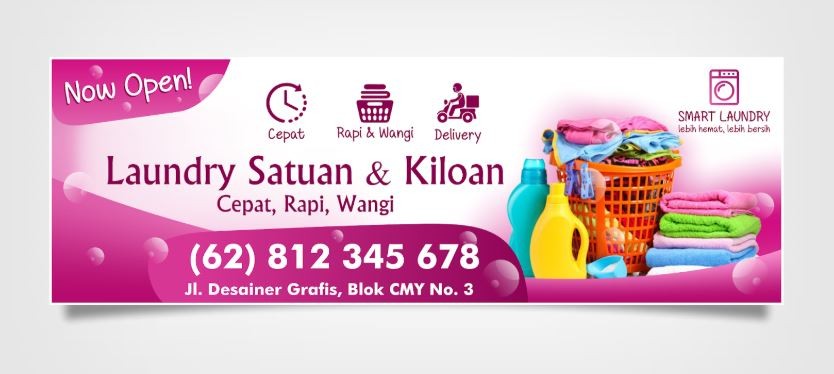 Now Open!
Cepat
Rapi & Wangi
Delivery
SMART LAUNDRY
lebih hemat, lebih bersih
Laundry Satuan & Kiloan
Cepat, Rapi, Wangi
(62) 812 345 678
Jl. Desainer Grafis, Blok CMY No. 3